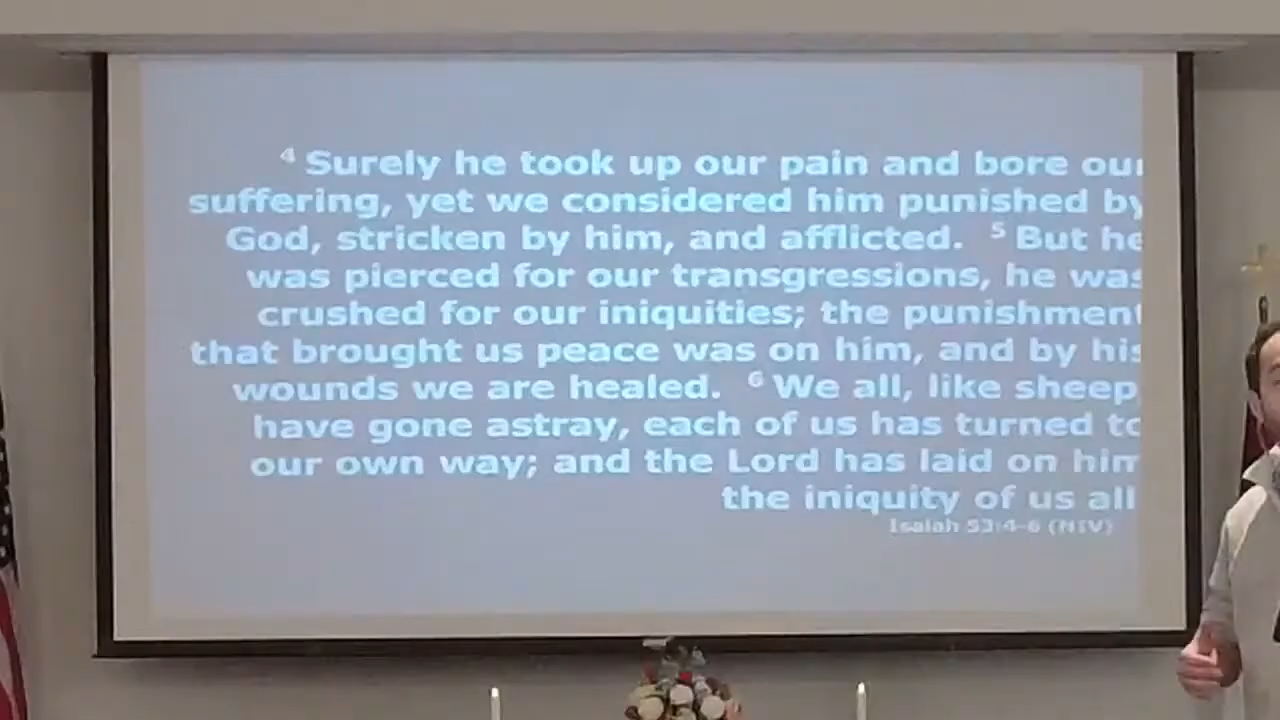 4 Surely he took up our pain and bore our
suffering, yet we considered him punished by
God, stricken by him, and afflicted. 5 But he
was pierced for our transgressions, he was
crushed for our iniquities; the punishment
that brought us peace was on him, and by his
wounds we are healed. 6 We all, like sheep,
have gone astray, each of us has turned to
our own way; and the Lord has laid on him
the iniquity of us all
Isaiah 53:4-6 (NIV)